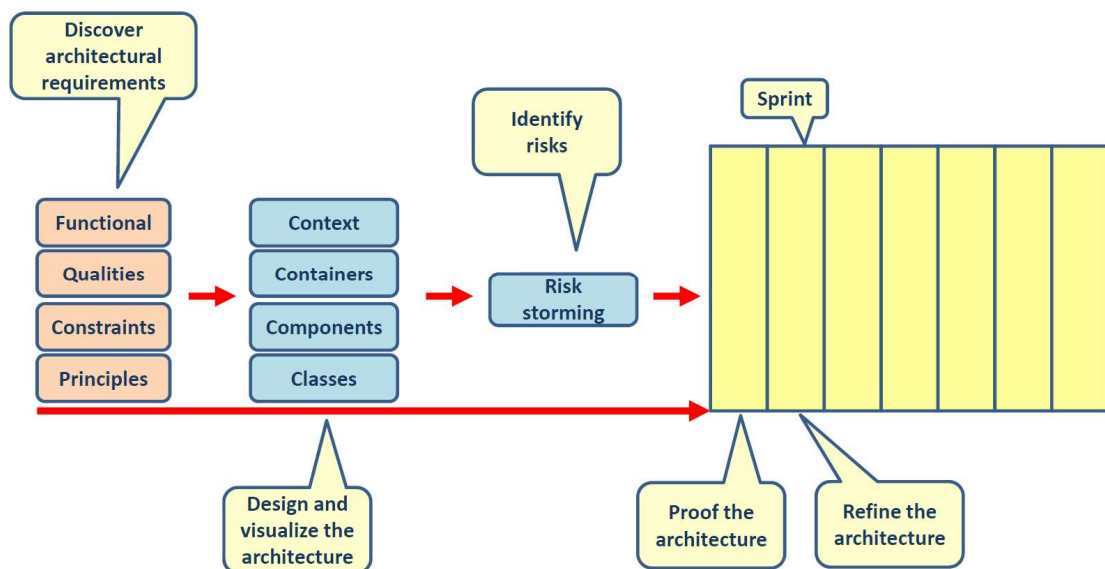 Discover
architectural
requirements
Functional
Qualities
Constraints
Principles
Context
Containers
Components
Classes
Design and
visualize the
architecture
Identify
risks
Risk
storming
Sprint
Proof the
architecture
Refine the
architecture